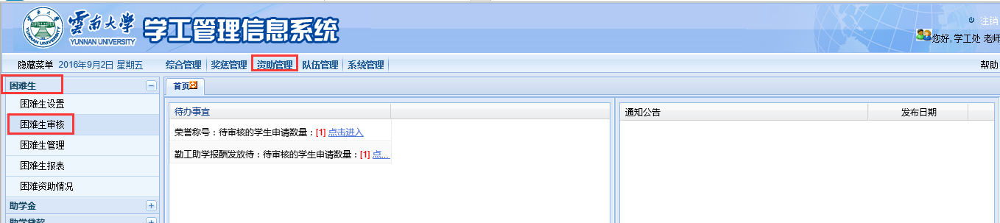 雲南大学
YUNNAN UNIVERSITY
学工管理信息系统
注销
您好, 学工处 老师
隐藏菜单 2016年9月2日 星期五 综合管理 奖惩管理 资助管理 队伍管理 系统管理 帮助
困难生
困难生设置
困难生审核
困难生管理
困难生报表
困难资助情况
助学金
助学贷款
首页
待办事宜
荣誉称号：待审核的学生申请数量：[1] 点击进入
勤工助学报酬发放待：待审核的学生申请数量：[1] 点...
通知公告 发布日期